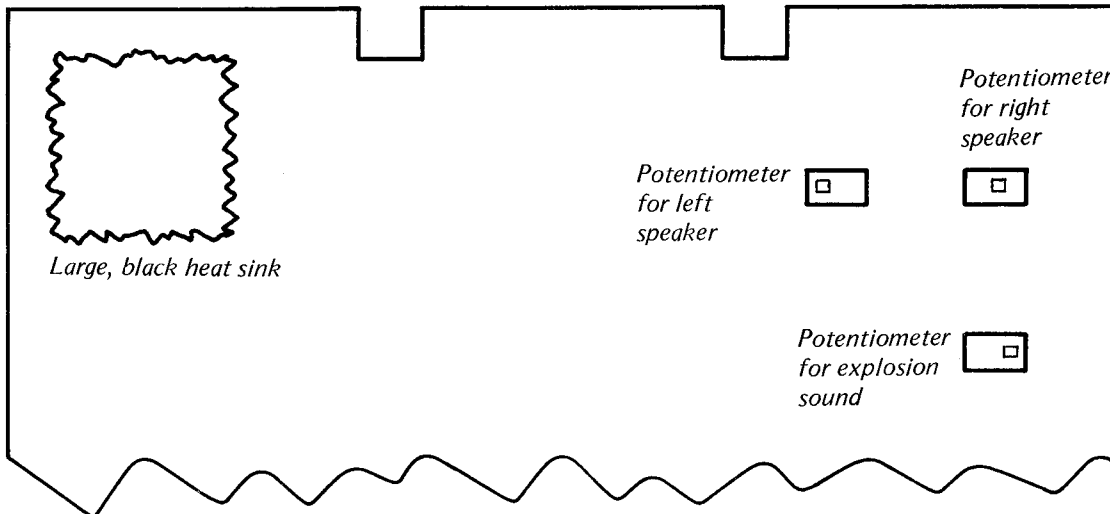 Potentiometer
for right
speaker
Potentiometer
for left
speaker
Large, black heat sink
Potentiometer
for explosion
sound